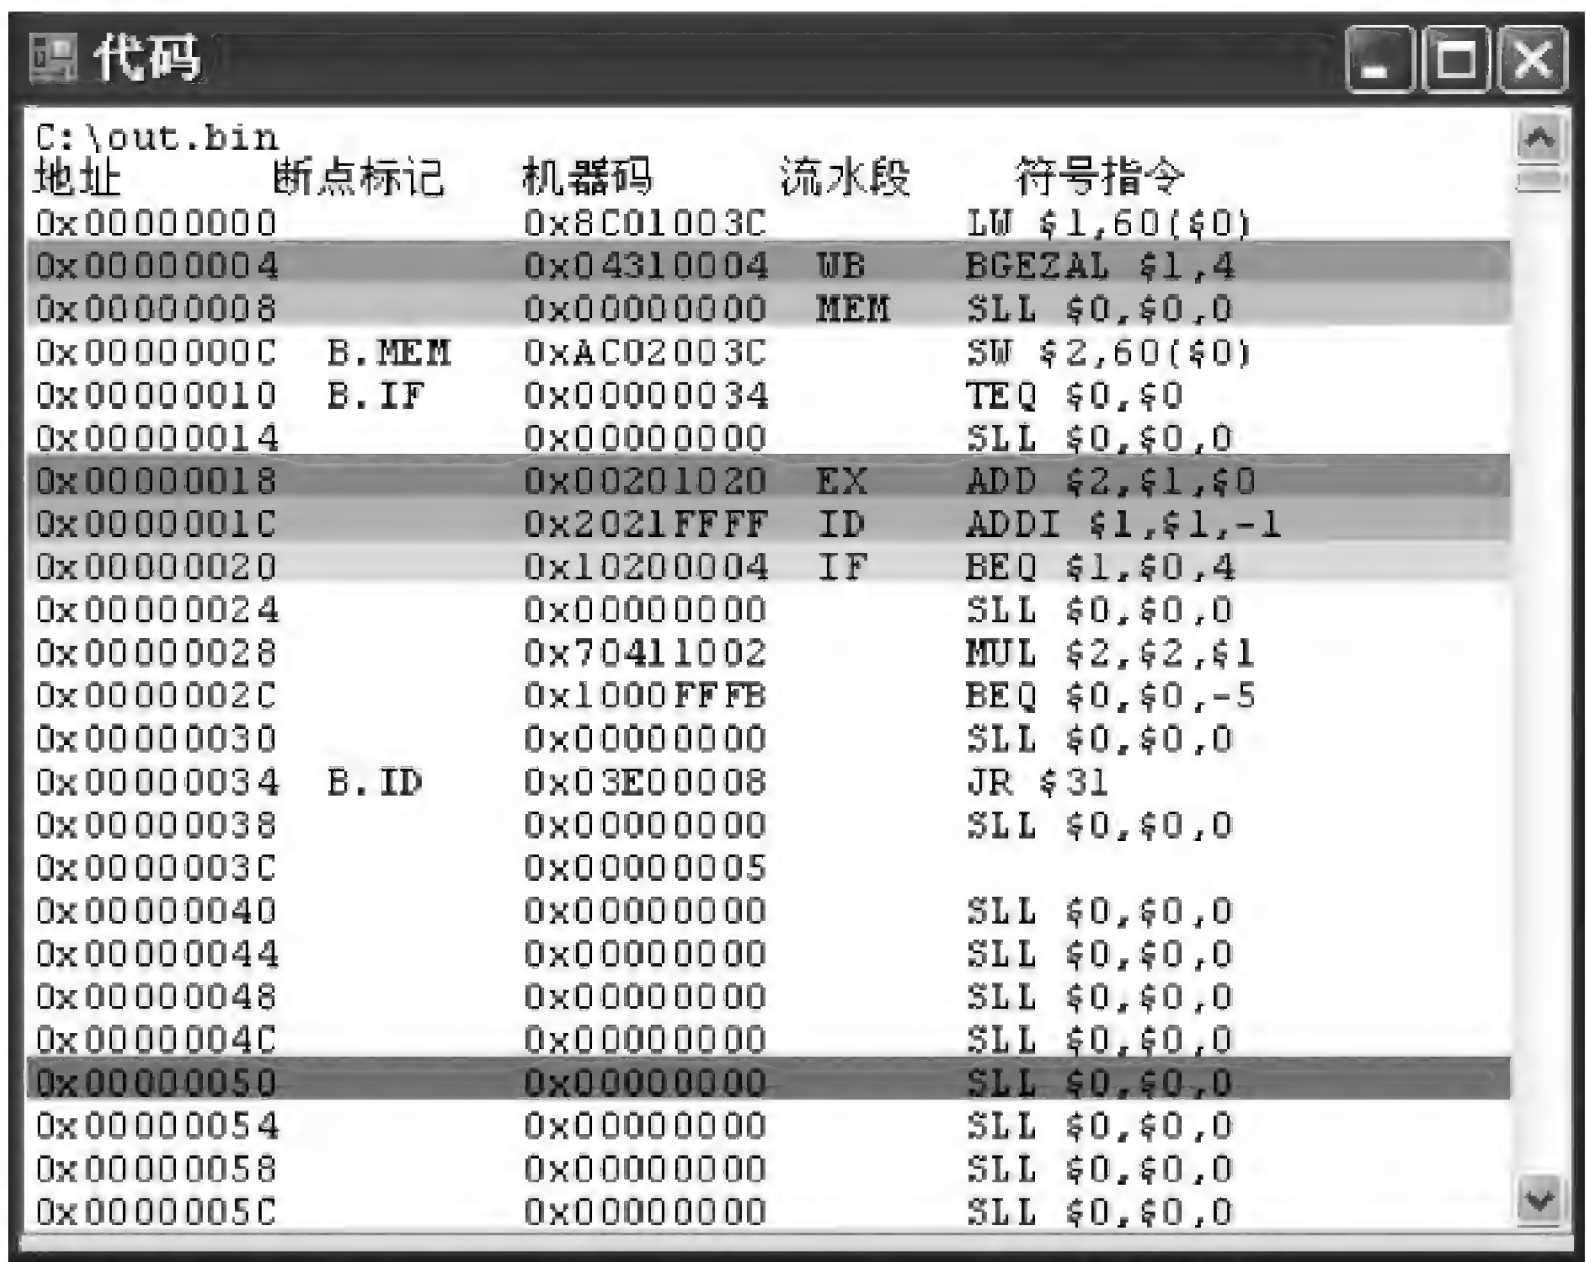 代码
C:\out.bin
地址 断点标记 机器码 流水段 符号指令
0x00000000 0x8C01003C LW $1,60($0)
0x00000004 0x04310004 WB BGEZAL $1,4
0x00000008 0x00000000 MEM SLL $0,$0,0
0x0000000C B.MEM 0xAC02003C SW $2,60($0)
0x00000010 B.IF 0x00000034 TEQ $0,$0
0x00000014 0x00000000 SLL $0,$0,0
0x00000018 0x00201020 EX ADD $2,$1,$0
0x0000001C 0x2021FFFF ID ADDI $1,$1,-1
0x00000020 0x10200004 IF BEQ $1,$0,4
0x00000024 0x00000000 SLL $0,$0,0
0x00000028 0x70411002 MUL $2,$2,$1
0x0000002C 0x1000FFFB BEQ $0,$0,-5
0x00000030 0x00000000 SLL $0,$0,0
0x00000034 B.ID 0x03E00008 JR $31
0x00000038 0x00000000 SLL $0,$0,0
0x0000003C 0x00000005
0x00000040 0x00000000 SLL $0,$0,0
0x00000044 0x00000000 SLL $0,$0,0
0x00000048 0x00000000 SLL $0,$0,0
0x0000004C 0x00000000 SLL $0,$0,0
0x00000050 0x00000000 SLL $0,$0,0
0x00000054 0x00000000 SLL $0,$0,0
0x00000058 0x00000000 SLL $0,$0,0
0x0000005C 0x00000000 SLL $0,$0,0